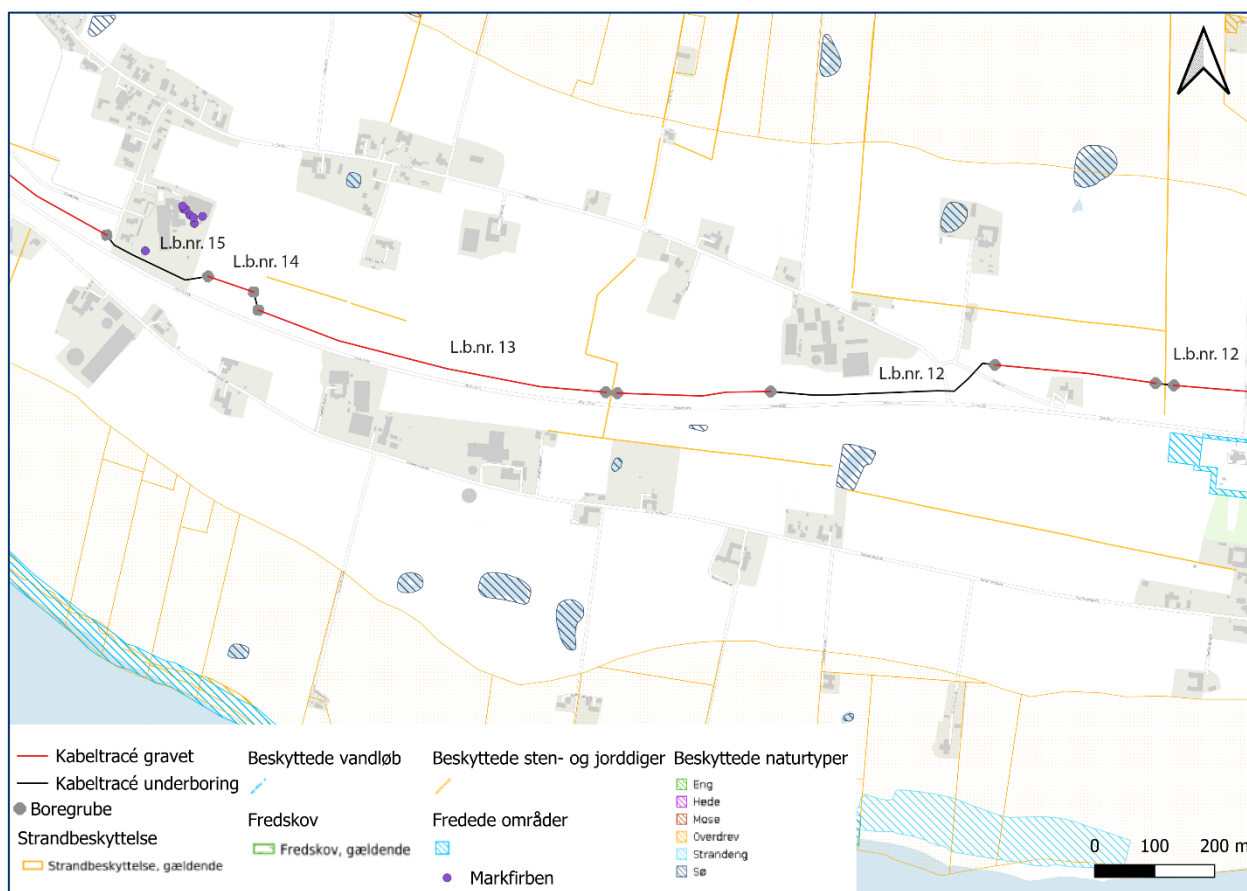 L.b.nr. 15
L.b.nr. 14
L.b.nr. 13
L.b.nr. 12
L.b.nr. 12
Kabeltracé gravet
Kabeltracé underboring
Boregrube
Strandbeskyttelse
Strandbeskyttelse, gældende
Beskyttede vandløb
Fredskov
Fredskov, gældende
Beskyttede sten- og jorddiger
Fredede områder
Markfirben
Beskyttede naturtyper
Eng
Hede
Mose
Overdrev
Strandeng
Sø
0 100 200 m